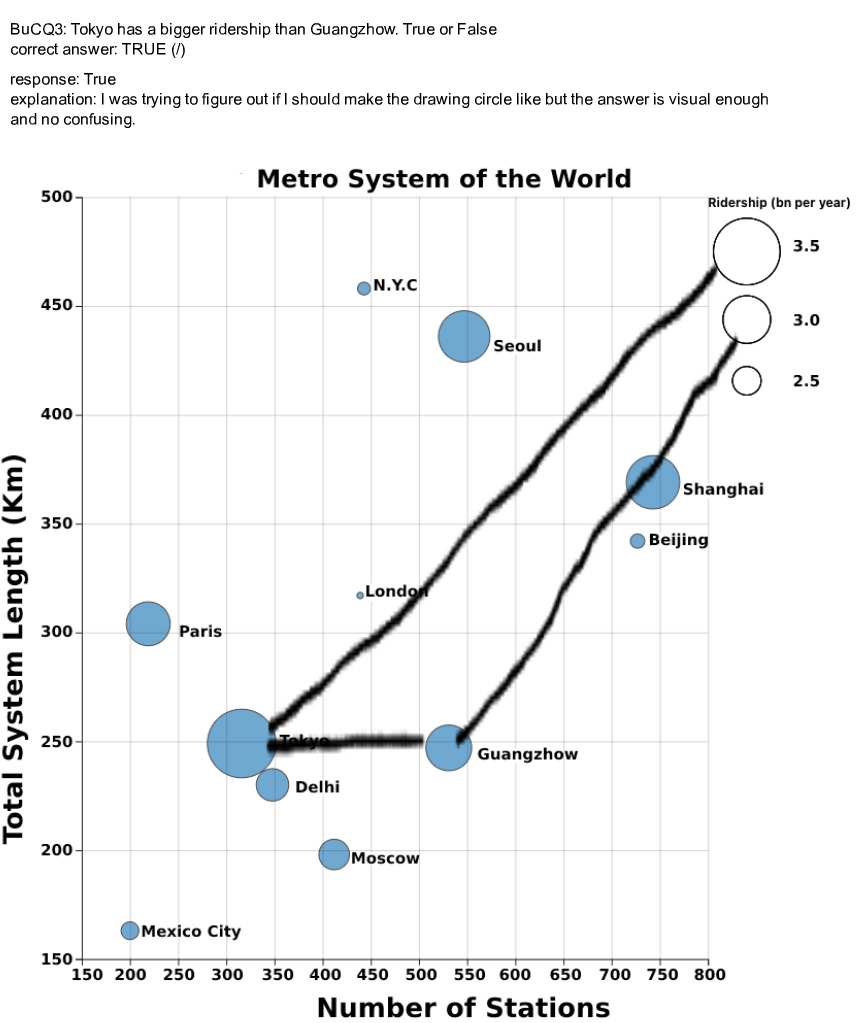 BuCQ3: Tokyo has a bigger ridership than Guangzhow. True or False
correct answer: TRUE (/)
response: True
explanation: I was trying to figure out if I should make the drawing circle like but the answer is visual enough
and no confusing.
Metro System of the World
Ridership (bn per year)
3.5
3.0
2.5
500
450
400
350
300
250
200
150
Total System Length (Km)
N.Y.C
Seoul
Shanghai
Beijing
London
Paris
Tokyo
Guangzhow
Delhi
Moscow
Mexico City
150 200 250 300 350 400 450 500 550 600 650 700 750 800
Number of Stations